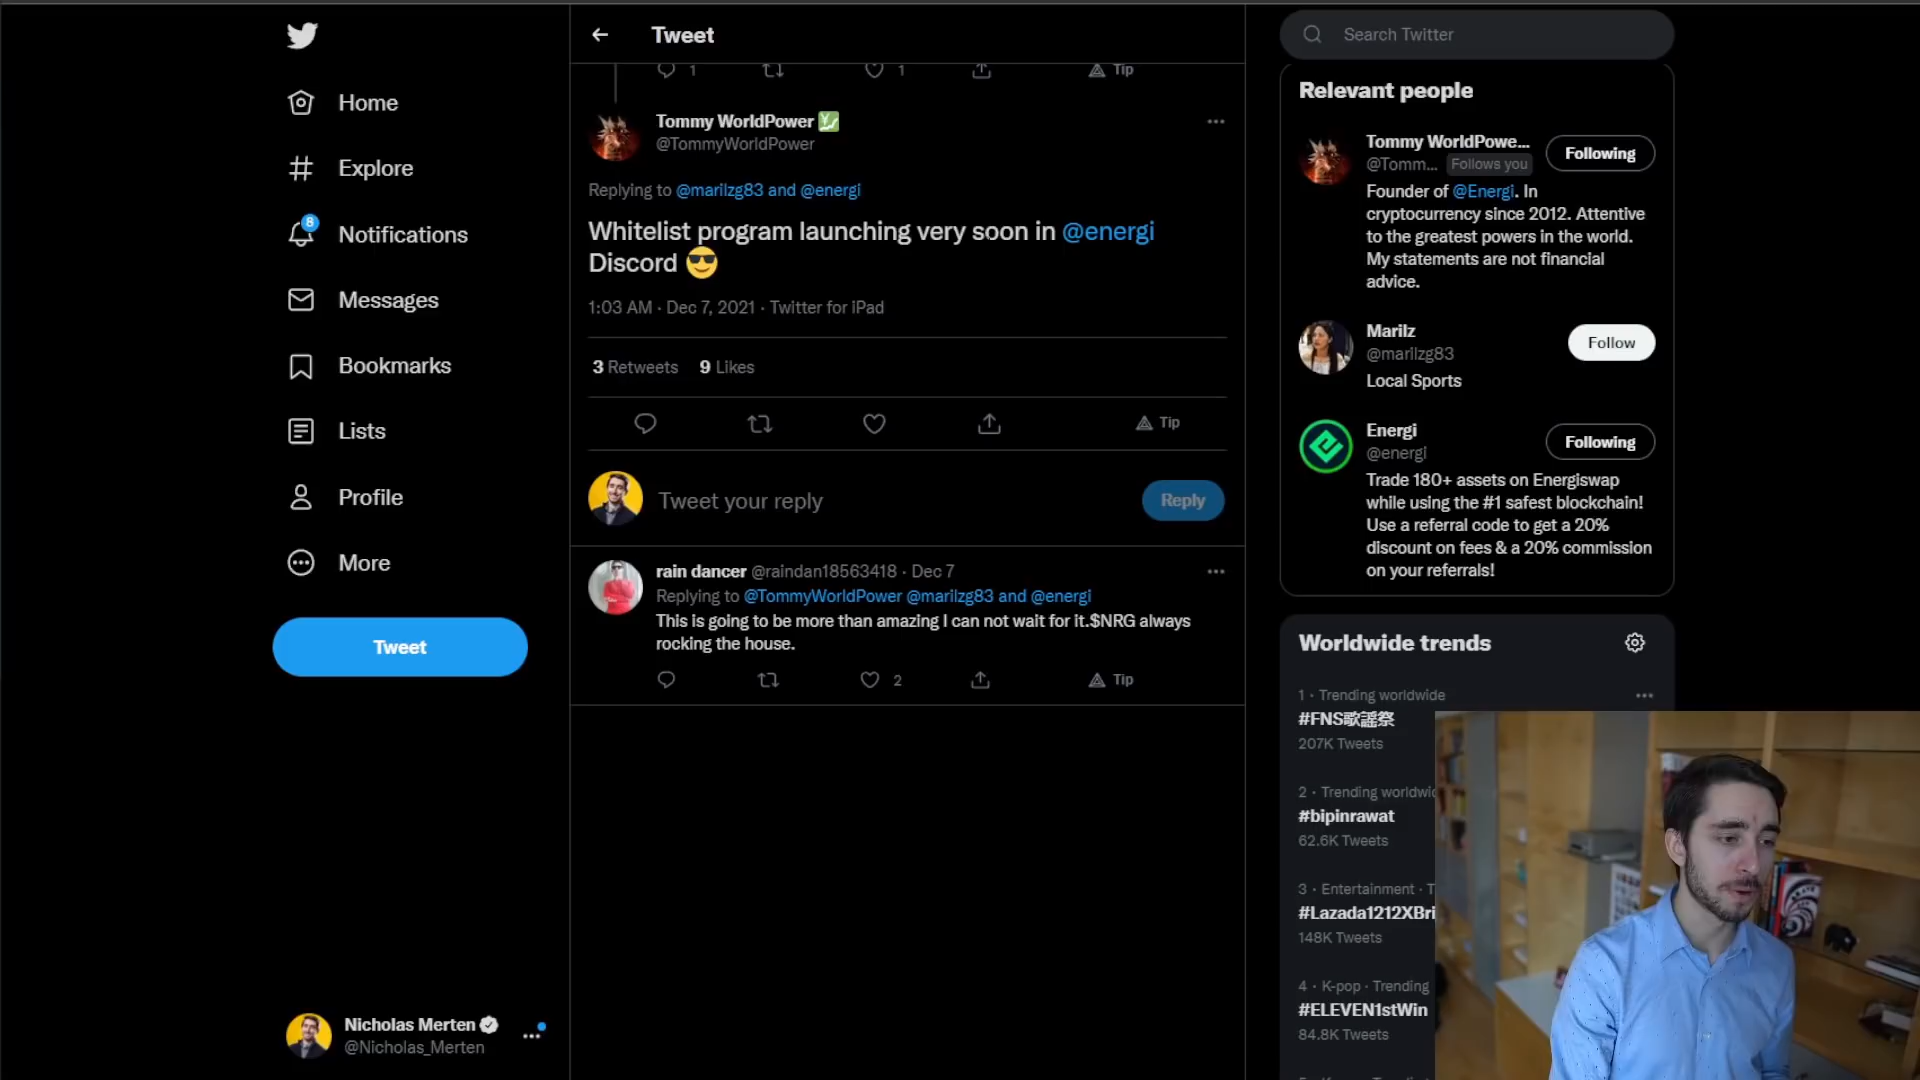 Home
Explore
8
Notifications
Messages
Bookmarks
Lists
Profile
More
Tweet
Nicholas Merten
@Nicholas_Merten
Tweet
1
1
Tip
Tommy WorldPower
@TommyWorldPower
Replying to @marilzg83 and @energi
Whitelist program launching very soon in @energi
Discord 😎
1:03 AM · Dec 7, 2021 · Twitter for iPad
3 Retweets 9 Likes
Tip
Tweet your reply
Reply
rain dancer @raindan18563418 · Dec 7
Replying to @TommyWorldPower @marilzg83 and @energi
This is going to be more than amazing I can not wait for it.$NRG always
rocking the house.
2
Tip
Search Twitter
Relevant people
Tommy WorldPowe...
@Tomm... Follows you
Following
Founder of @Energi. In
cryptocurrency since 2012. Attentive
to the greatest powers in the world.
My statements are not financial
advice.
Marilz
@marilzg83
Follow
Local Sports
Energi
@energi
Following
Trade 180+ assets on Energiswap
while using the #1 safest blockchain!
Use a referral code to get a 20%
discount on fees & a 20% commission
on your referrals!
Worldwide trends
1 · Trending worldwide
#FNS歌謡祭
207K Tweets
2 · Trending worldwid
#bipinrawat
62.6K Tweets
3 · Entertainment · T
#Lazada1212XBri
148K Tweets
4 · K-pop · Trending
#ELEVEN1stWin
84.8K Tweets